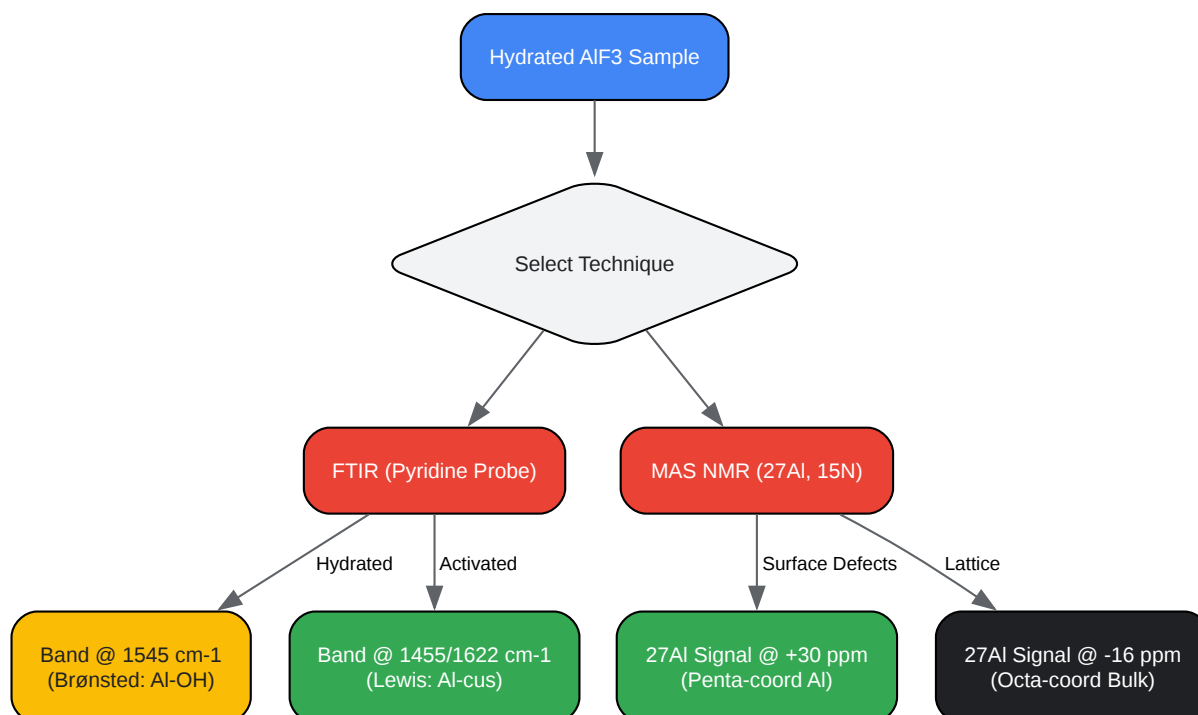 Hydrated AlF3 Sample
Select Technique
FTIR (Pyridine Probe)
MAS NMR (27Al, 15N)
Hydrated
Activated
Surface Defects
Lattice
Band @ 1545 cm-1
(Brønsted: Al-OH)
Band @ 1455/1622 cm-1
(Lewis: Al-cus)
27Al Signal @ +30 ppm
(Penta-coord Al)
27Al Signal @ -16 ppm
(Octa-coord Bulk)